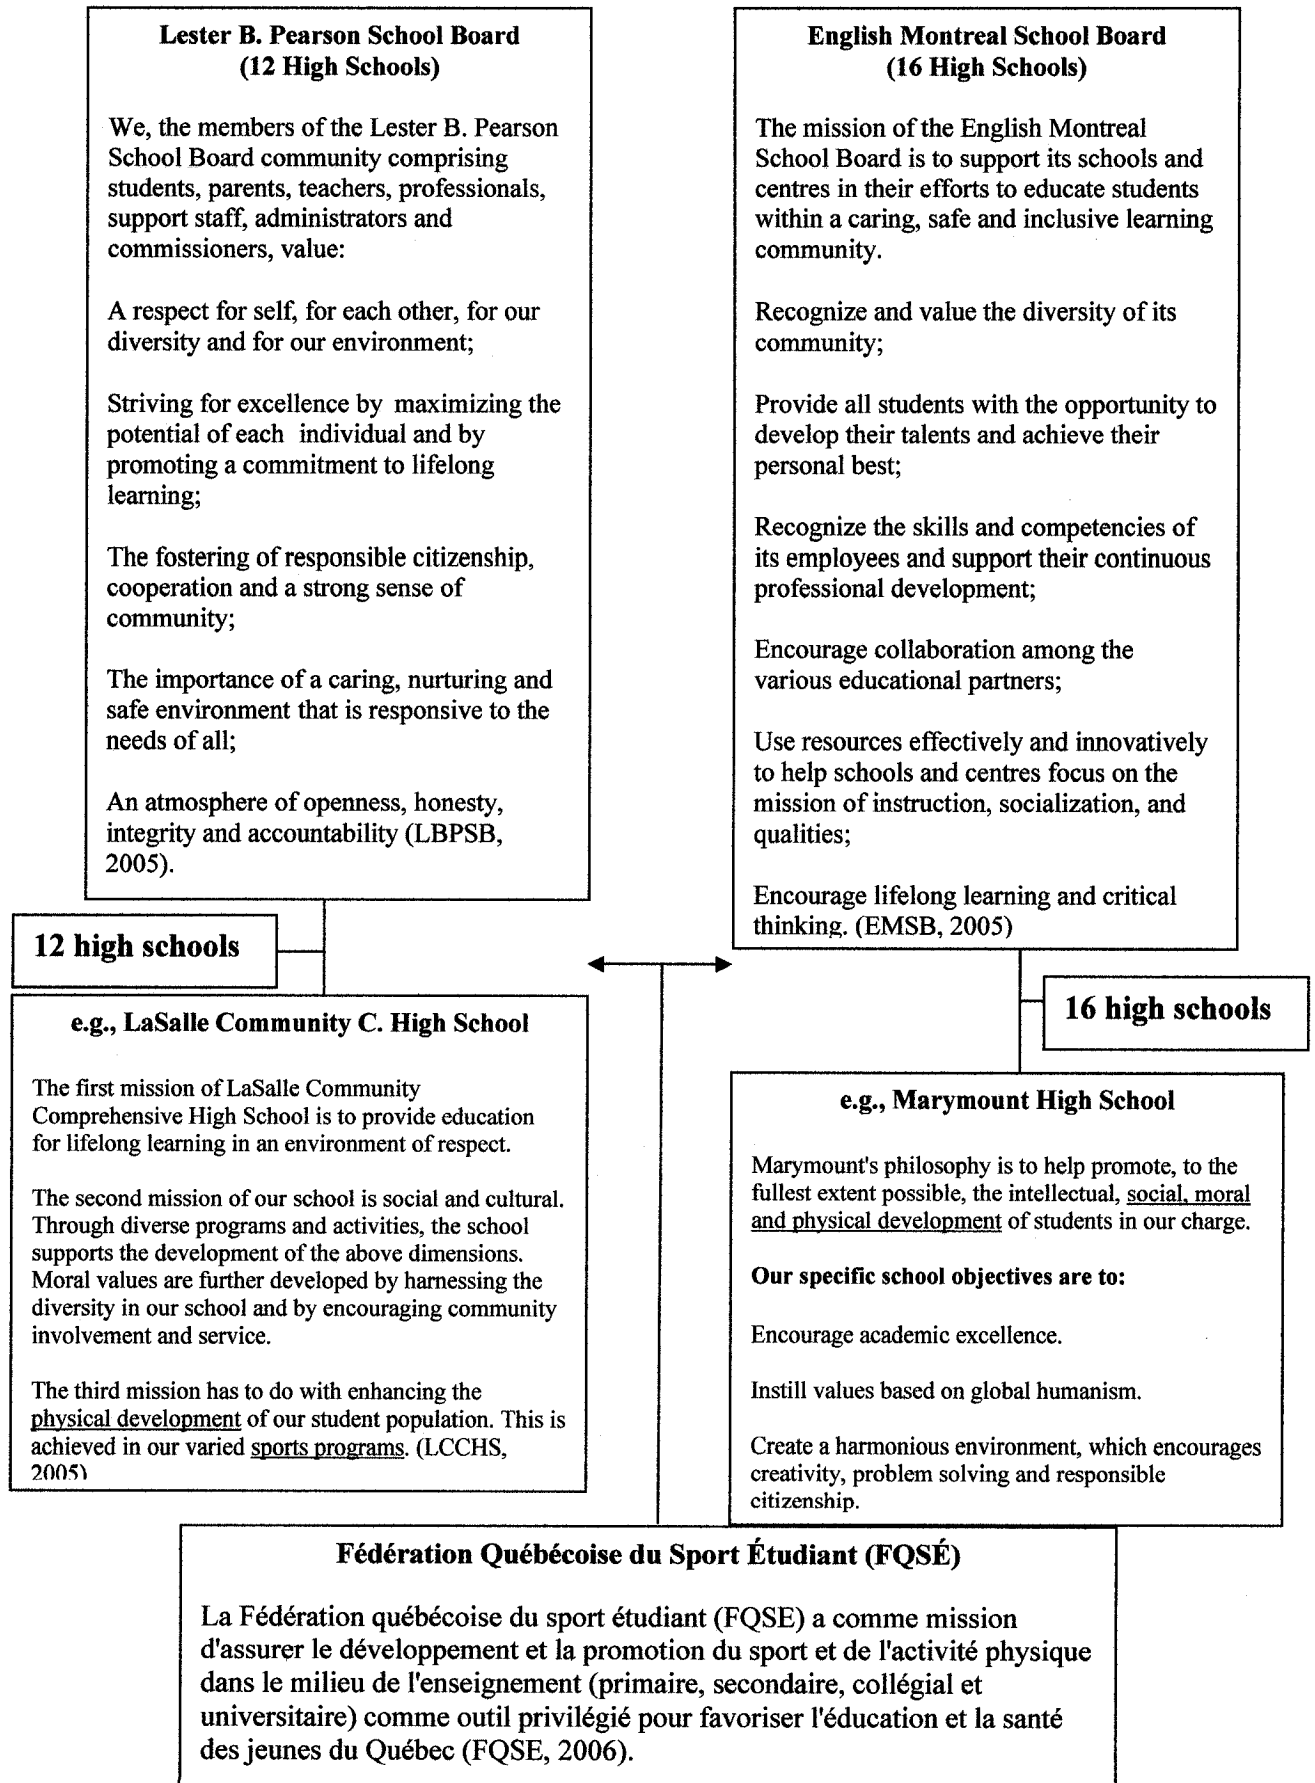 Lester B. Pearson School Board
(12 High Schools)
We, the members of the Lester B. Pearson
School Board community comprising
students, parents, teachers, professionals,
support staff, administrators and
commissioners, value:
A respect for self, for each other, for our
diversity and for our environment;
Striving for excellence by maximizing the
potential of each individual and by
promoting a commitment to lifelong
learning;
The fostering of responsible citizenship,
cooperation and a strong sense of
community;
The importance of a caring, nurturing and
safe environment that is responsive to the
needs of all;
An atmosphere of openness, honesty,
integrity and accountability (LBPSB,
2005).
English Montreal School Board
(16 High Schools)
The mission of the English Montreal
School Board is to support its schools and
centres in their efforts to educate students
within a caring, safe and inclusive learning
community.
Recognize and value the diversity of its
community;
Provide all students with the opportunity to
develop their talents and achieve their
personal best;
Recognize the skills and competencies of
its employees and support their continuous
professional development;
Encourage collaboration among the
various educational partners;
Use resources effectively and innovatively
to help schools and centres focus on the
mission of instruction, socialization, and
qualities;
Encourage lifelong learning and critical
thinking. (EMSB, 2005)
12 high schools
16 high schools
e.g., LaSalle Community C. High School
The first mission of LaSalle Community
Comprehensive High School is to provide education
for lifelong learning in an environment of respect.
The second mission of our school is social and cultural.
Through diverse programs and activities, the school
supports the development of the above dimensions.
Moral values are further developed by harnessing the
diversity in our school and by encouraging community
involvement and service.
The third mission has to do with enhancing the
physical development of our student population. This is
achieved in our varied sports programs. (LCCHS,
2005)
e.g., Marymount High School
Marymount's philosophy is to help promote, to the
fullest extent possible, the intellectual, social, moral
and physical development of students in our charge.
Our specific school objectives are to:
Encourage academic excellence.
Instill values based on global humanism.
Create a harmonious environment, which encourages
creativity, problem solving and responsible
citizenship.
Fédération Québécoise du Sport Étudiant (FQSÉ)
La Fédération québécoise du sport étudiant (FQSE) a comme mission
d'assurer le développement et la promotion du sport et de l'activité physique
dans le milieu de l'enseignement (primaire, secondaire, collégial et
universitaire) comme outil privilégié pour favoriser l'éducation et la santé
des jeunes du Québec (FQSE, 2006).